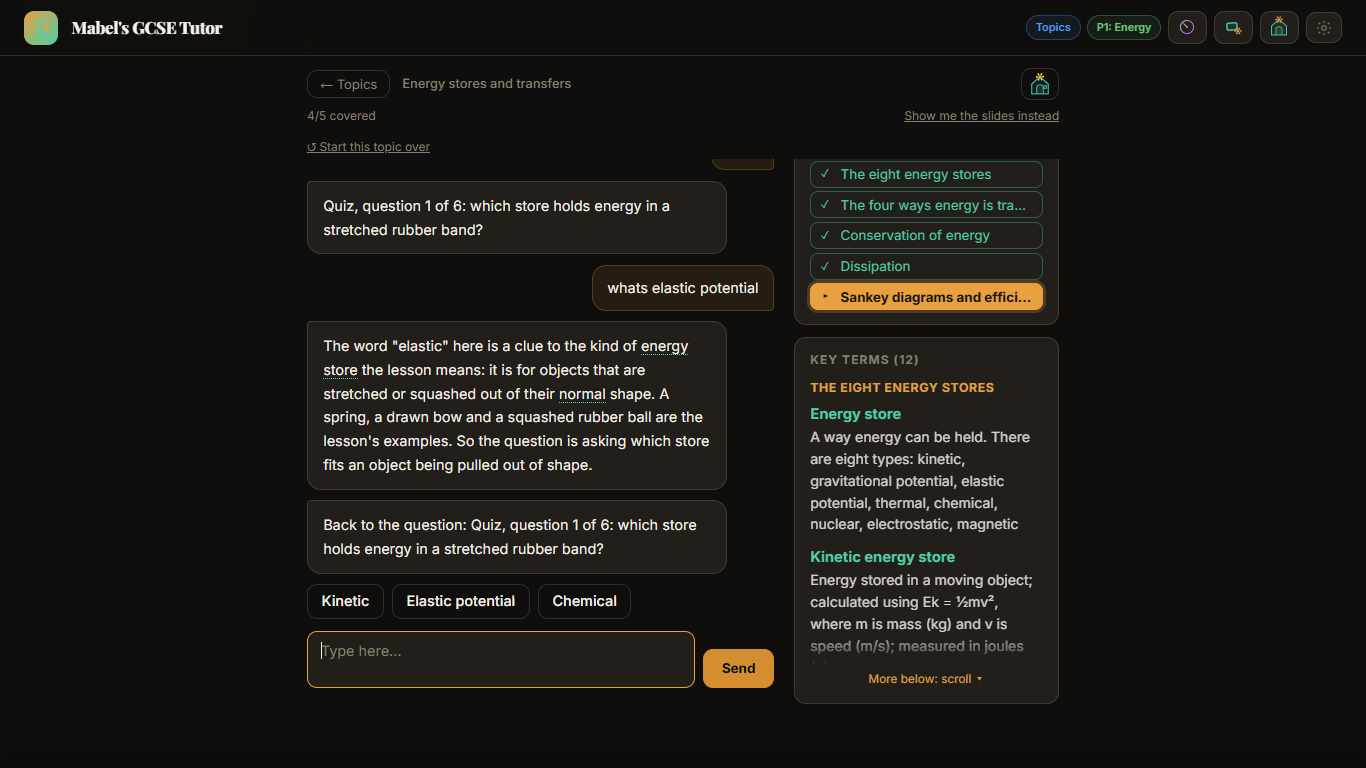 Mabel's GCSE Tutor
Topics
P1: Energy
← Topics
Energy stores and transfers
4/5 covered
Show me the slides instead
↺ Start this topic over
Quiz, question 1 of 6: which store holds energy in a
stretched rubber band?
whats elastic potential
The word "elastic" here is a clue to the kind of energy
store the lesson means: it is for objects that are
stretched or squashed out of their normal shape. A
spring, a drawn bow and a squashed rubber ball are the
lesson's examples. So the question is asking which store
fits an object being pulled out of shape.
Back to the question: Quiz, question 1 of 6: which store
holds energy in a stretched rubber band?
Kinetic
Elastic potential
Chemical
Type here...
Send
✓ The eight energy stores
✓ The four ways energy is tra...
✓ Conservation of energy
✓ Dissipation
▸ Sankey diagrams and effici...
KEY TERMS (12)
THE EIGHT ENERGY STORES
Energy store
A way energy can be held. There
are eight types: kinetic,
gravitational potential, elastic
potential, thermal, chemical,
nuclear, electrostatic, magnetic
Kinetic energy store
Energy stored in a moving object;
calculated using Ek = ½mv²,
where m is mass (kg) and v is
speed (m/s); measured in joules
More below: scroll ▾